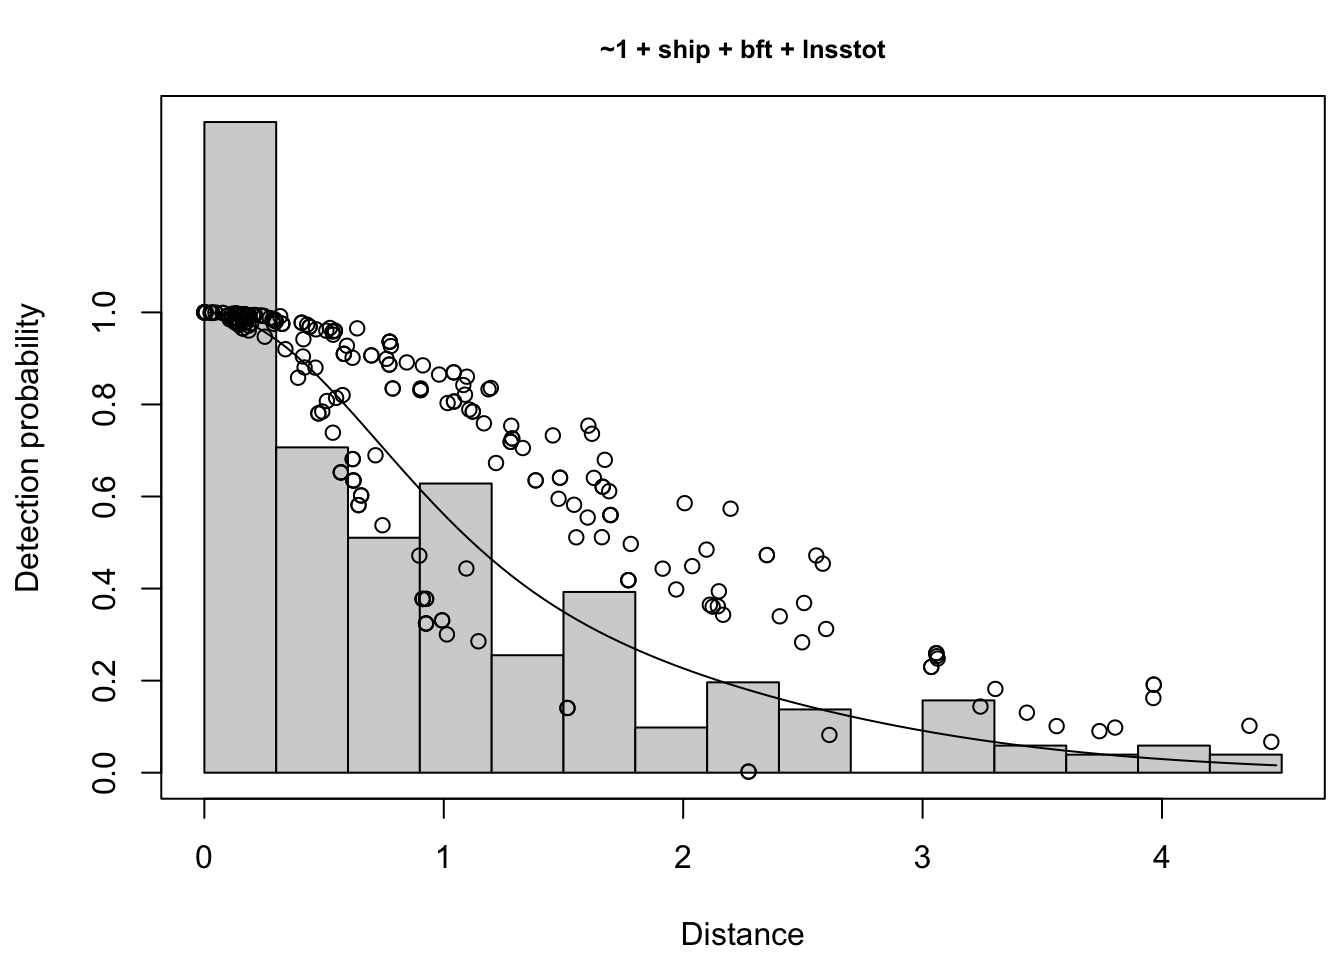 ~1 + ship + bft + lnsstot
Detection probability
1.0
0.8
0.6
0.4
0.2
0.0
0 1 2 3 4
Distance